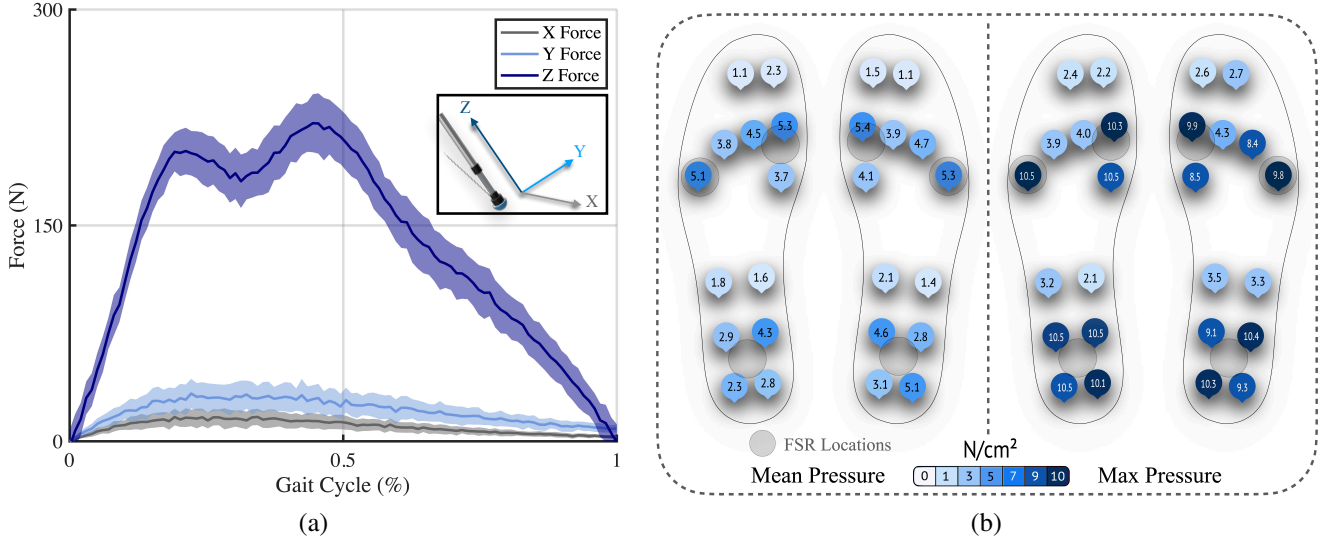 300
X Force
Y Force
Z Force
Z
Y
X
Force (N)
150
0
0
0.5
1
Gait Cycle (%)
(a)
1.1 2.3 1.5 1.1 2.4 2.2 2.6 2.7
3.8 4.5 5.3 5.4 3.9 4.7 3.9 4.0 10.3 9.9 4.3 8.4
5.1 3.7 4.1 5.3 10.5 10.5 8.5 9.8
1.8 1.6 2.1 1.4 3.2 2.1 3.5 3.3
2.9 4.3 4.6 2.8 10.5 10.5 9.1 10.4
2.3 2.8 3.1 5.1 10.5 10.1 10.3 9.3
FSR Locations
N/cm²
Mean Pressure 0 1 3 5 7 9 10 Max Pressure
(b)